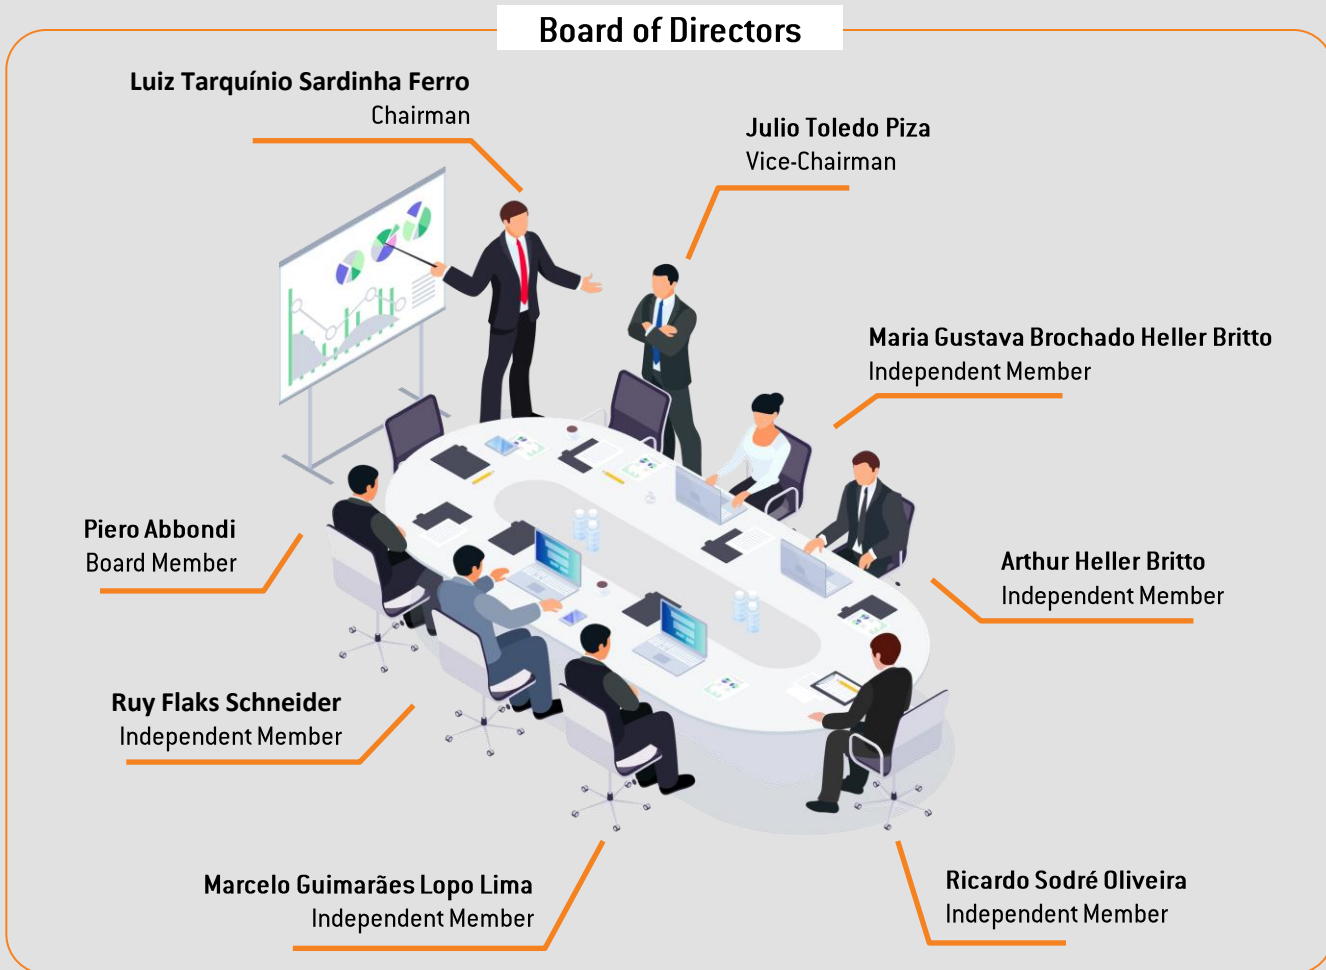 Board of Directors
Luiz Tarquínio Sardinha Ferro
Chairman
Julio Toledo Piza
Vice-Chairman
Maria Gustava Brochado Heller Britto
Independent Member
Piero Abbondi
Board Member
Arthur Heller Britto
Independent Member
Ruy Flaks Schneider
Independent Member
Marcelo Guimarães Lopo Lima
Independent Member
Ricardo Sodré Oliveira
Independent Member